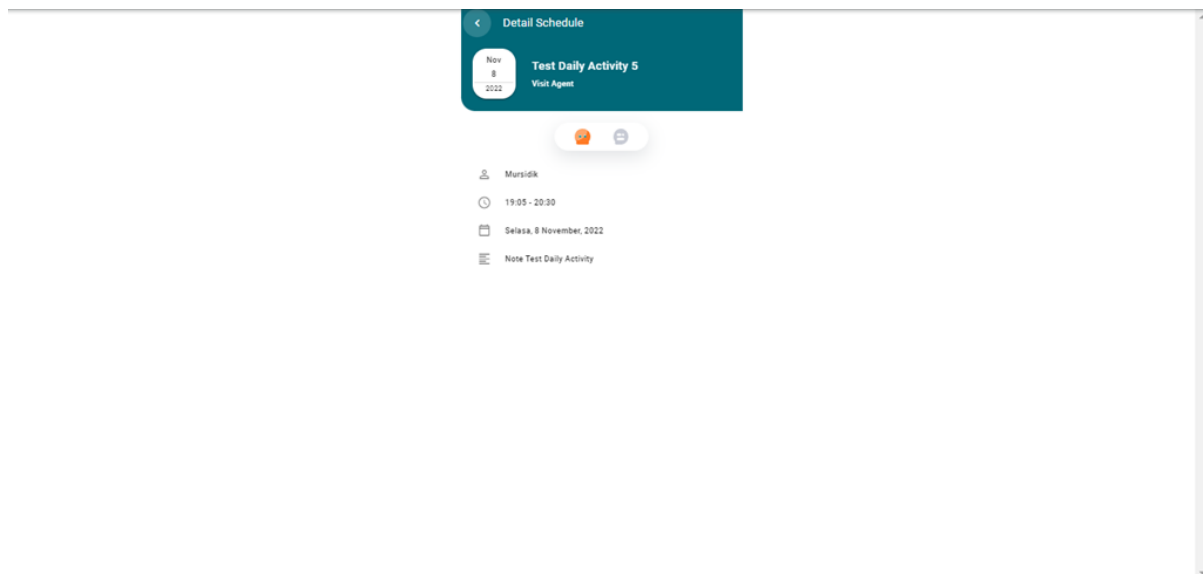 Detail Schedule
Nov
8
2022
Test Daily Activity 5
Visit Agent
Mursidik
19:05 - 20:30
Selasa, 8 November, 2022
Note Test Daily Activity